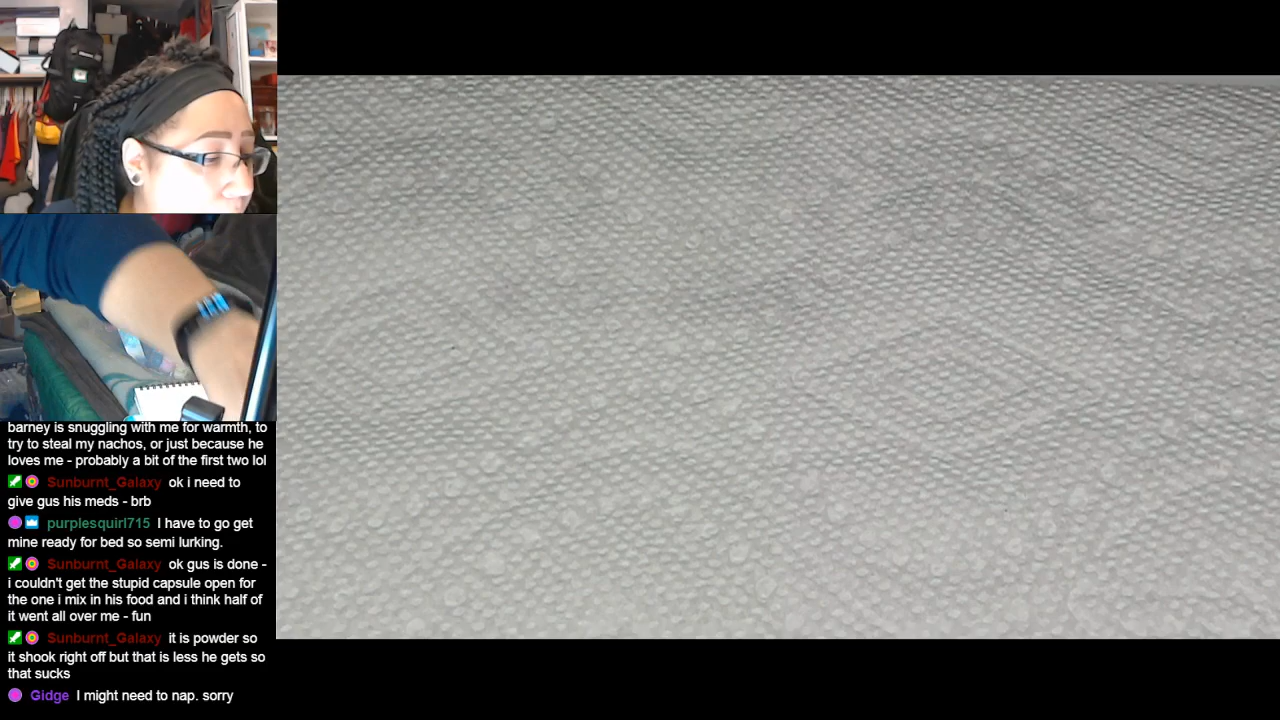 barney is snuggling with me for warmth, to
try to steal my nachos, or just because he
loves me - probably a bit of the first two lol
Sunburnt_Galaxy ok i need to
give gus his meds - brb
purplesquirl715 I have to go get
mine ready for bed so semi lurking.
Sunburnt_Galaxy ok gus is done -
i couldn't get the stupid capsule open for
the one i mix in his food and i think half of
it went all over me - fun
Sunburnt_Galaxy it is powder so
it shook right off but that is less he gets so
that sucks
Gidge I might need to nap. sorry